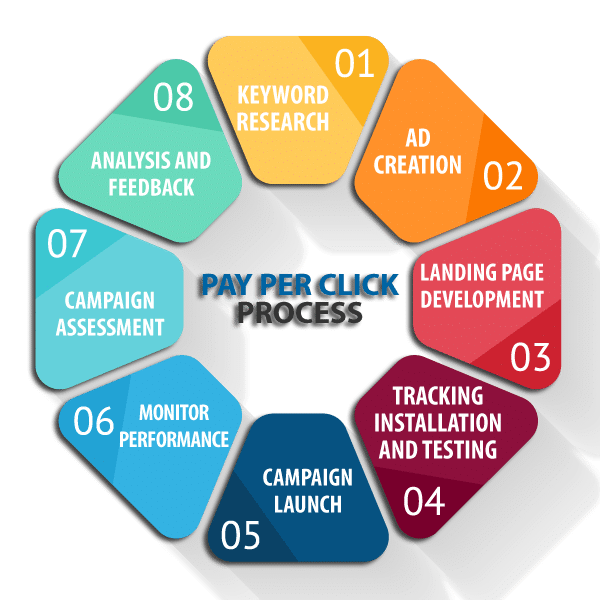 01
KEYWORD
RESEARCH
AD
CREATION
02
LANDING PAGE
DEVELOPMENT
03
TRACKING
INSTALLATION
AND TESTING
04
CAMPAIGN
LAUNCH
05
06
MONITOR
PERFORMANCE
07
CAMPAIGN
ASSESSMENT
08
ANALYSIS AND
FEEDBACK
PAY PER CLICK
PROCESS